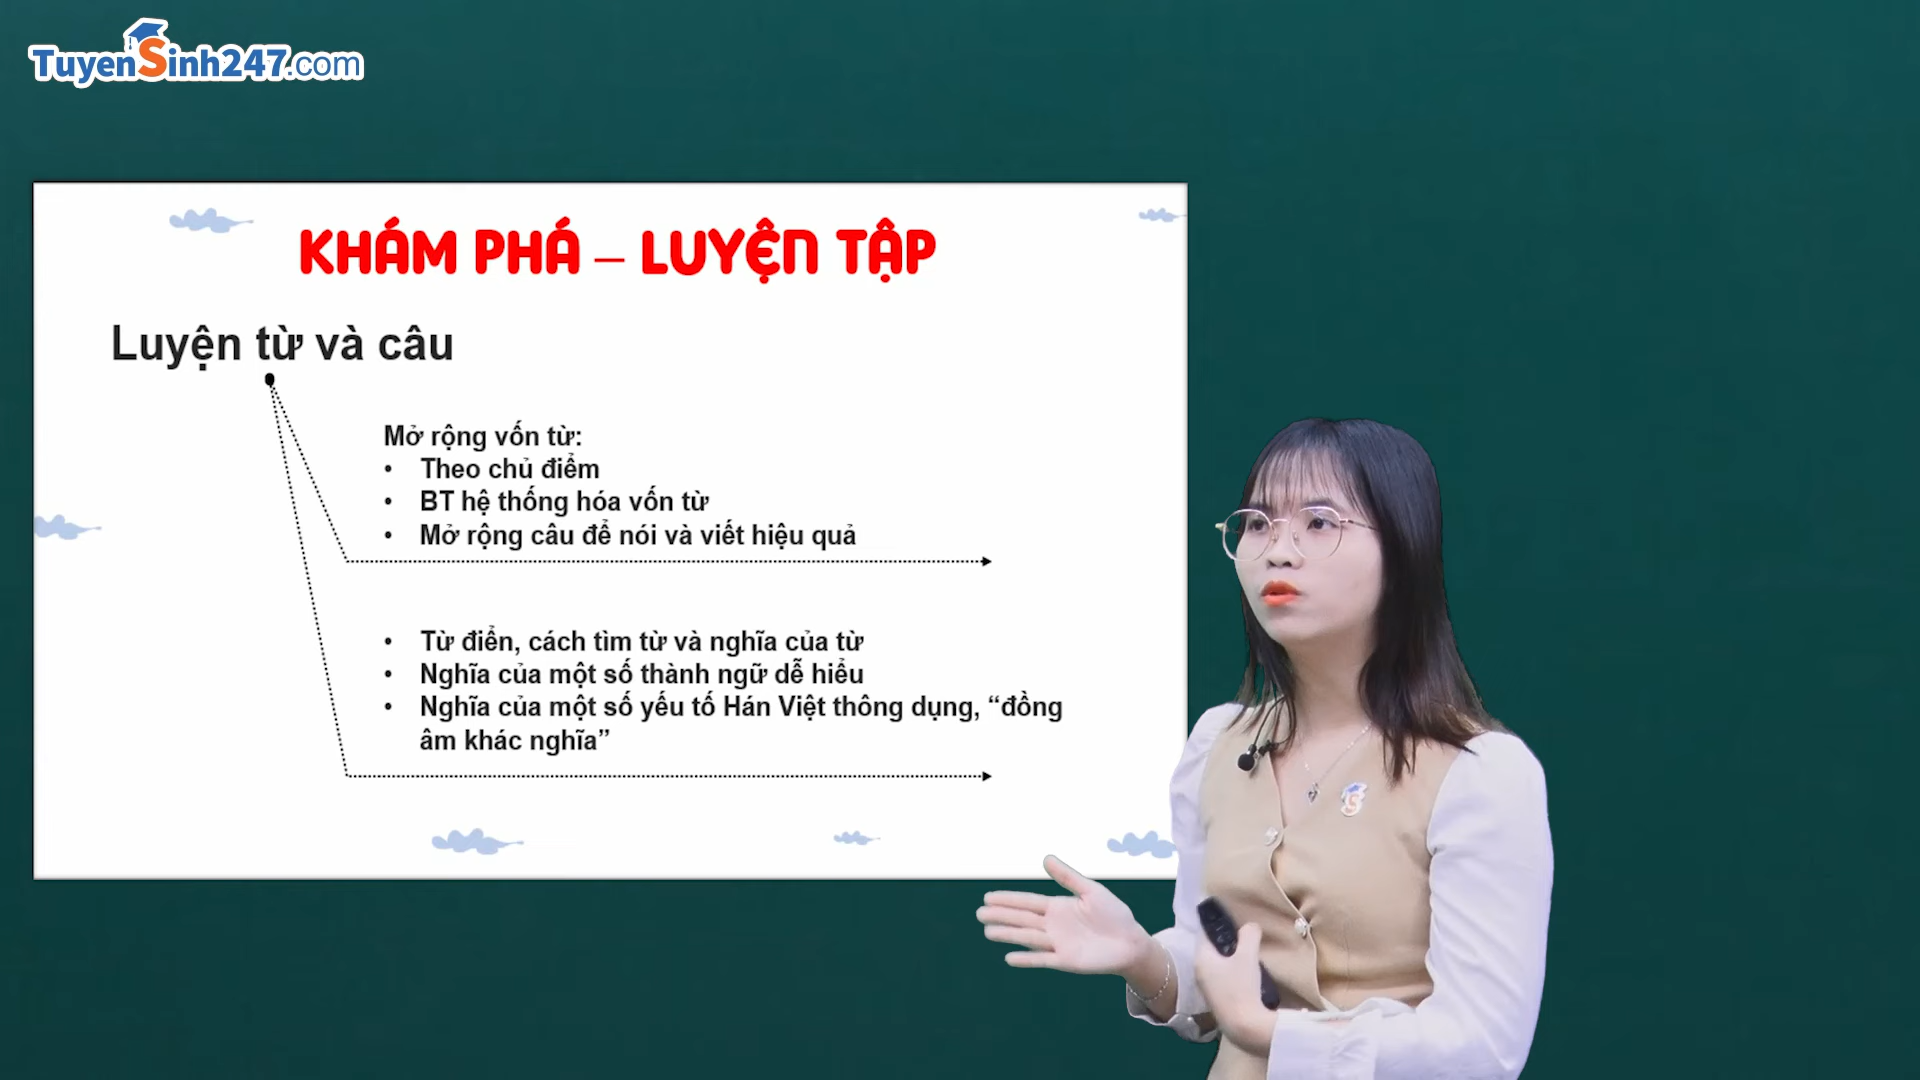 TuyenSinh247.com
KHÁM PHÁ – LUYỆN TẬP
Luyện từ và câu
Mở rộng vốn từ:
• Theo chủ điểm
• BT hệ thống hóa vốn từ
• Mở rộng câu để nói và viết hiệu quả
• Từ điển, cách tìm từ và nghĩa của từ
• Nghĩa của một số thành ngữ dễ hiểu
• Nghĩa của một số yếu tố Hán Việt thông dụng, “đồng
âm khác nghĩa”